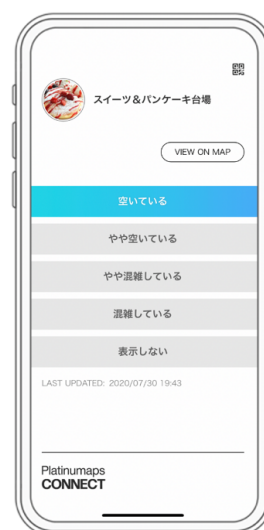 スイーツ&パンケーキ台場
VIEW ON MAP
空いている
やや空いている
やや混雑している
混雑している
表示しない
LAST UPDATED: 2020/07/30 19:43
Platinumaps
CONNECT